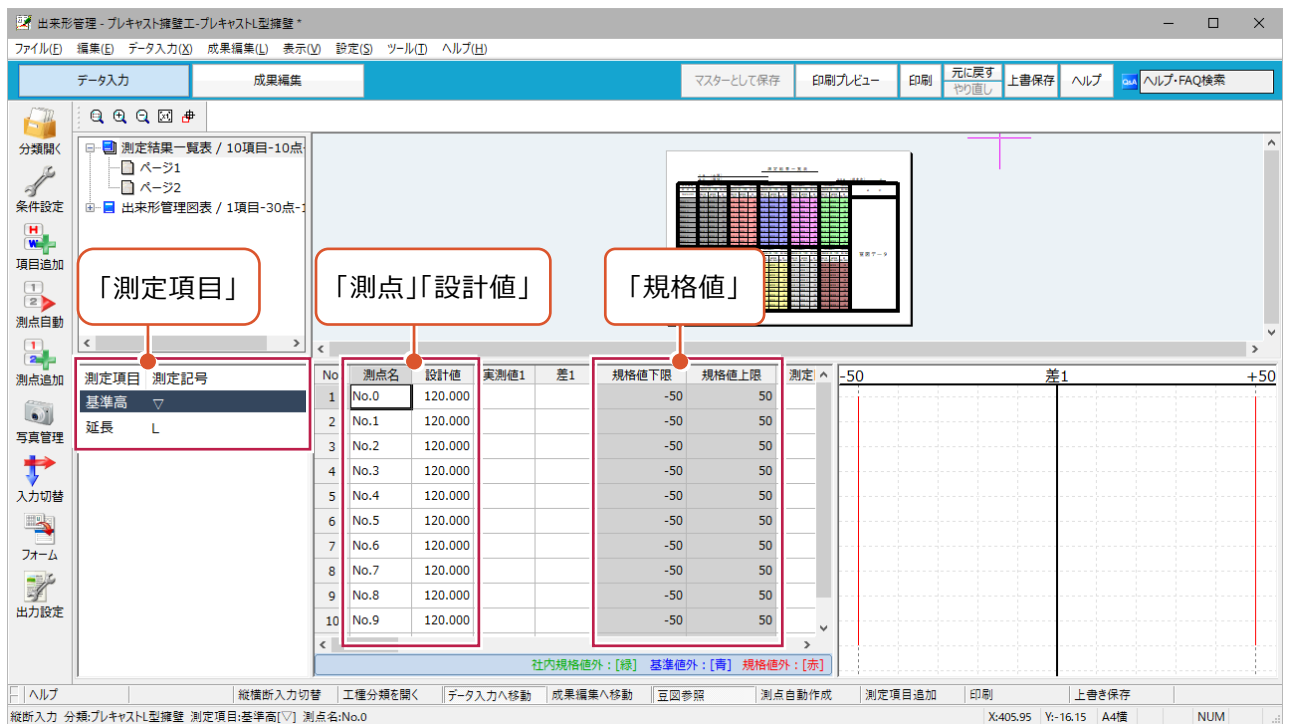 出来形管理 - プレキャスト擁壁工-プレキャストL型擁壁 *
ファイル(F) 編集(E) データ入力(X) 成果編集(L) 表示(V) 設定(S) ツール(T) ヘルプ(H)
データ入力 成果編集 マスターとして保存 印刷プレビュー 印刷 元に戻す やり直し 上書保存 ヘルプ Q&A ヘルプ・FAQ検索
分類開く
条件設定
項目追加
測点自動
測点追加
写真管理
入力切替
フォーム
出力設定
測定結果一覧表 / 10項目-10点
ページ1
ページ2
出来形管理図表 / 1項目-30点-1
「測定項目」
「測点」「設計値」
「規格値」
測定結果一覧表
豆図データ
測定項目 測定記号
基準高 ▽
延長 L
No 測点名 設計値 実測値1 差1 規格値下限 規格値上限 測定
1 No.0 120.000 -50 50
2 No.1 120.000 -50 50
3 No.2 120.000 -50 50
4 No.3 120.000 -50 50
5 No.4 120.000 -50 50
6 No.5 120.000 -50 50
7 No.6 120.000 -50 50
8 No.7 120.000 -50 50
9 No.8 120.000 -50 50
10 No.9 120.000 -50 50
-50 差1 +50
社内規格値外：[緑] 基準値外：[青] 規格値外：[赤]
ヘルプ 縦横断入力切替 工種分類を開く データ入力へ移動 成果編集へ移動 豆図参照 測点自動作成 測定項目追加 印刷 上書き保存
縦断入力 分類:プレキャストL型擁壁 測定項目:基準高[▽] 測点名:No.0 X:405.95 Y:-16.15 A4横 NUM